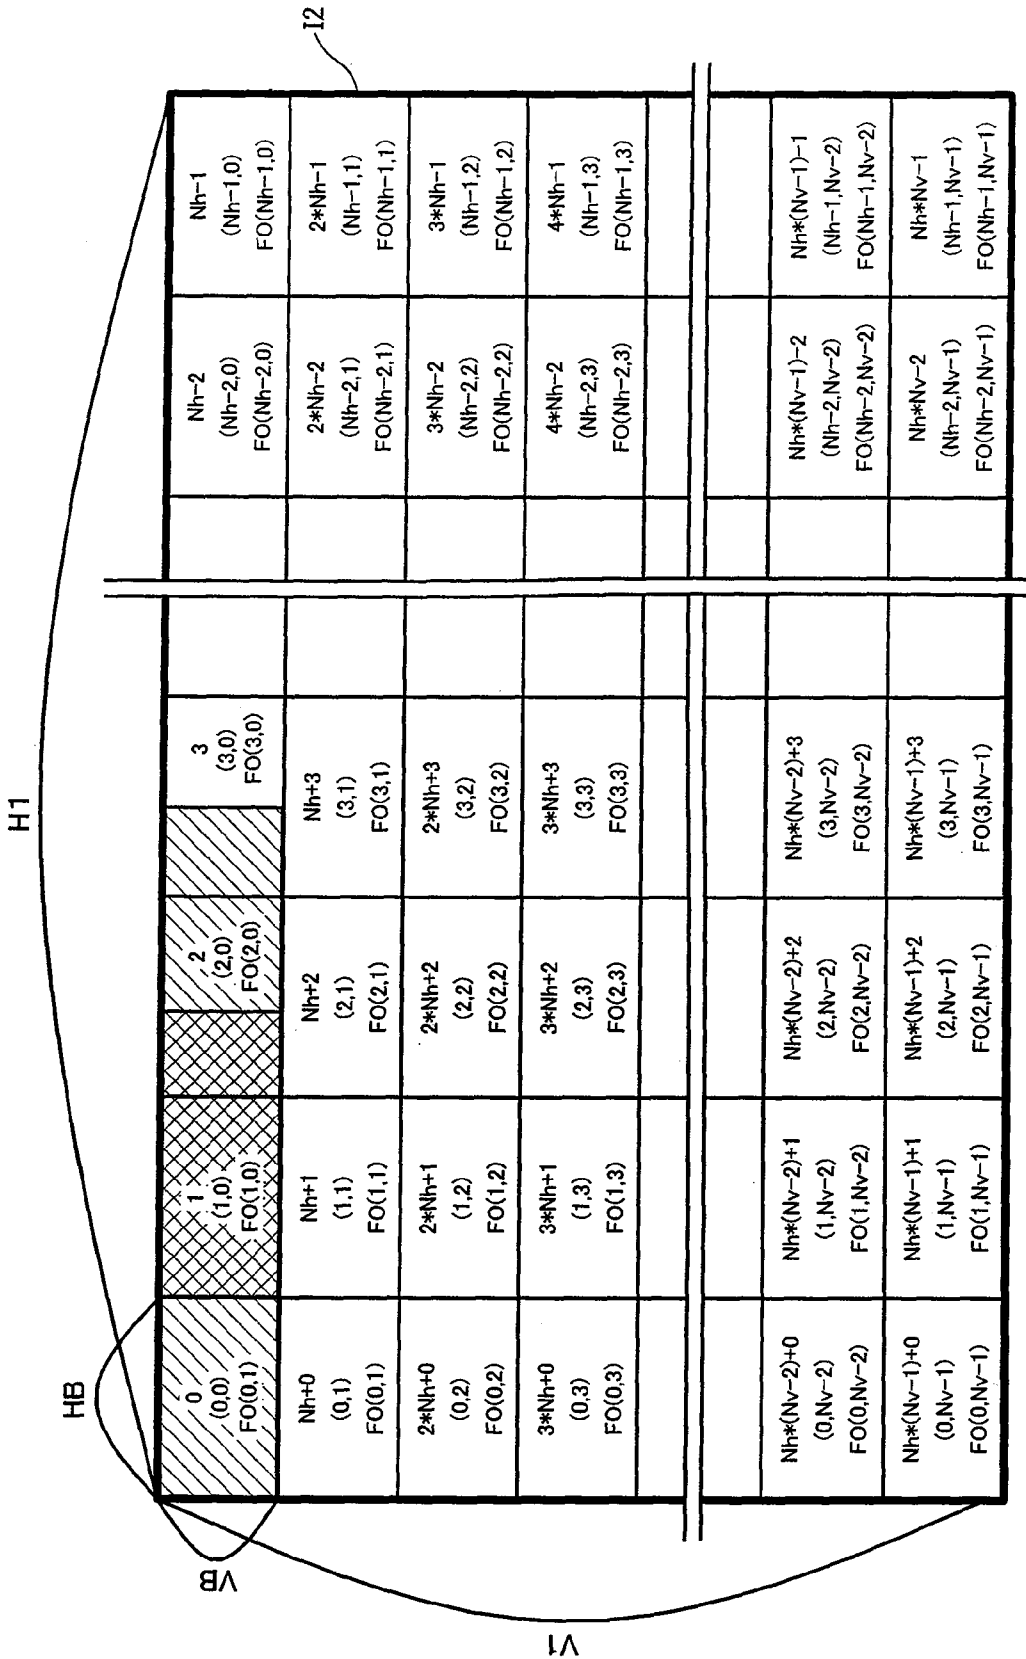 H1
HB
VB
V1
I2
0
(0,0)
FO(0,1)
1
(1,0)
FO(1,0)
2
(2,0)
FO(2,0)
3
(3,0)
FO(3,0)
Nh-2
(Nh-2,0)
FO(Nh-2,0)
Nh-1
(Nh-1,0)
FO(Nh-1,0)
Nh+0
(0,1)
FO(0,1)
Nh+1
(1,1)
FO(1,1)
Nh+2
(2,1)
FO(2,1)
Nh+3
(3,1)
FO(3,1)
2*Nh-2
(Nh-2,1)
FO(Nh-2,1)
2*Nh-1
(Nh-1,1)
FO(Nh-1,1)
2*Nh+0
(0,2)
FO(0,2)
2*Nh+1
(1,2)
FO(1,2)
2*Nh+2
(2,2)
FO(2,2)
2*Nh+3
(3,2)
FO(3,2)
3*Nh-2
(Nh-2,2)
FO(Nh-2,2)
3*Nh-1
(Nh-1,2)
FO(Nh-1,2)
3*Nh+0
(0,3)
FO(0,3)
3*Nh+1
(1,3)
FO(1,3)
3*Nh+2
(2,3)
FO(2,3)
3*Nh+3
(3,3)
FO(3,3)
4*Nh-2
(Nh-2,3)
FO(Nh-2,3)
4*Nh-1
(Nh-1,3)
FO(Nh-1,3)
Nh*(Nv-2)+0
(0,Nv-2)
FO(0,Nv-2)
Nh*(Nv-2)+1
(1,Nv-2)
FO(1,Nv-2)
Nh*(Nv-2)+2
(2,Nv-2)
FO(2,Nv-2)
Nh*(Nv-2)+3
(3,Nv-2)
FO(3,Nv-2)
Nh*(Nv-1)-2
(Nh-2,Nv-2)
FO(Nh-2,Nv-2)
Nh*(Nv-1)-1
(Nh-1,Nv-2)
FO(Nh-1,Nv-2)
Nh*(Nv-1)+0
(0,Nv-1)
FO(0,Nv-1)
Nh*(Nv-1)+1
(1,Nv-1)
FO(1,Nv-1)
Nh*(Nv-1)+2
(2,Nv-1)
FO(2,Nv-1)
Nh*(Nv-1)+3
(3,Nv-1)
FO(3,Nv-1)
Nh*Nv-2
(Nh-2,Nv-1)
FO(Nh-2,Nv-1)
Nh*Nv-1
(Nh-1,Nv-1)
FO(Nh-1,Nv-1)